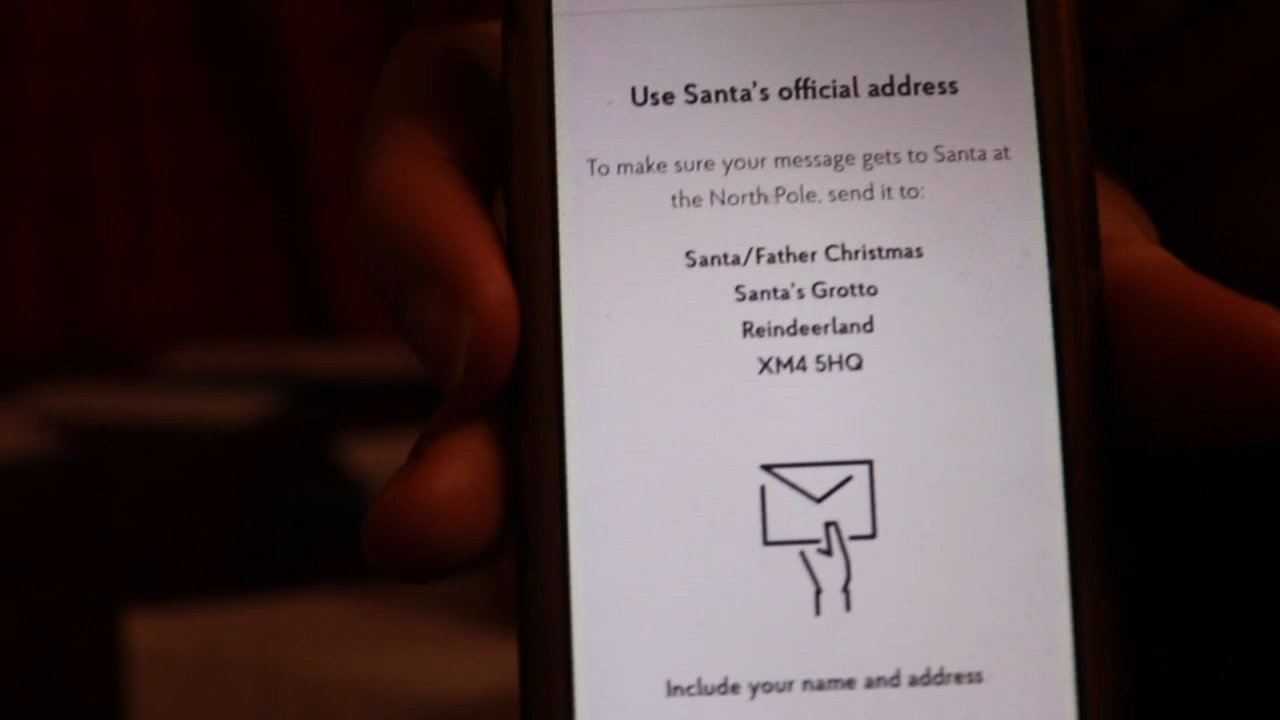 Use Santa's official address
To make sure your message gets to Santa at
the North Pole, send it to:
Santa/Father Christmas
Santa's Grotto
Reindeerland
XM4 5HQ
Include your name and address